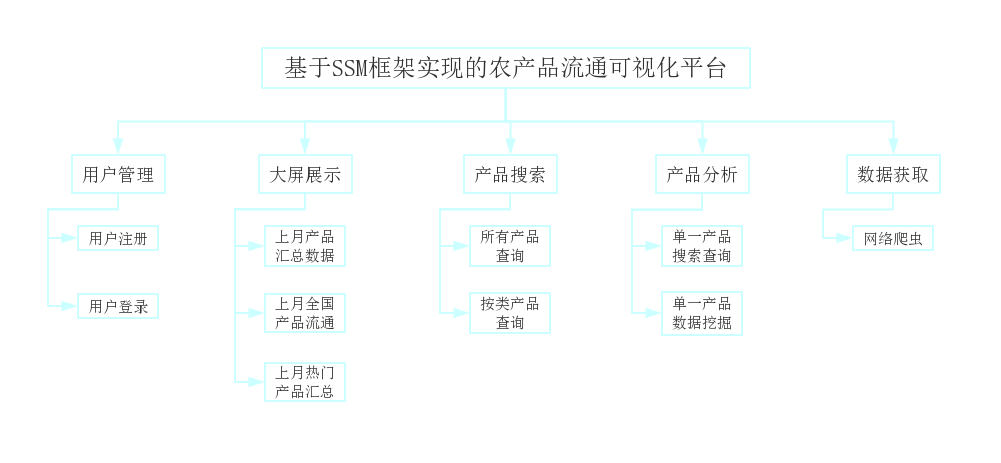 基于SSM框架实现的农产品流通可视化平台
用户管理
大屏展示
产品搜索
产品分析
数据获取
用户注册
用户登录
上月产品
汇总数据
上月全国
产品流通
上月热门
产品汇总
所有产品
查询
按类产品
查询
单一产品
搜索查询
单一产品
数据挖掘
网络爬虫